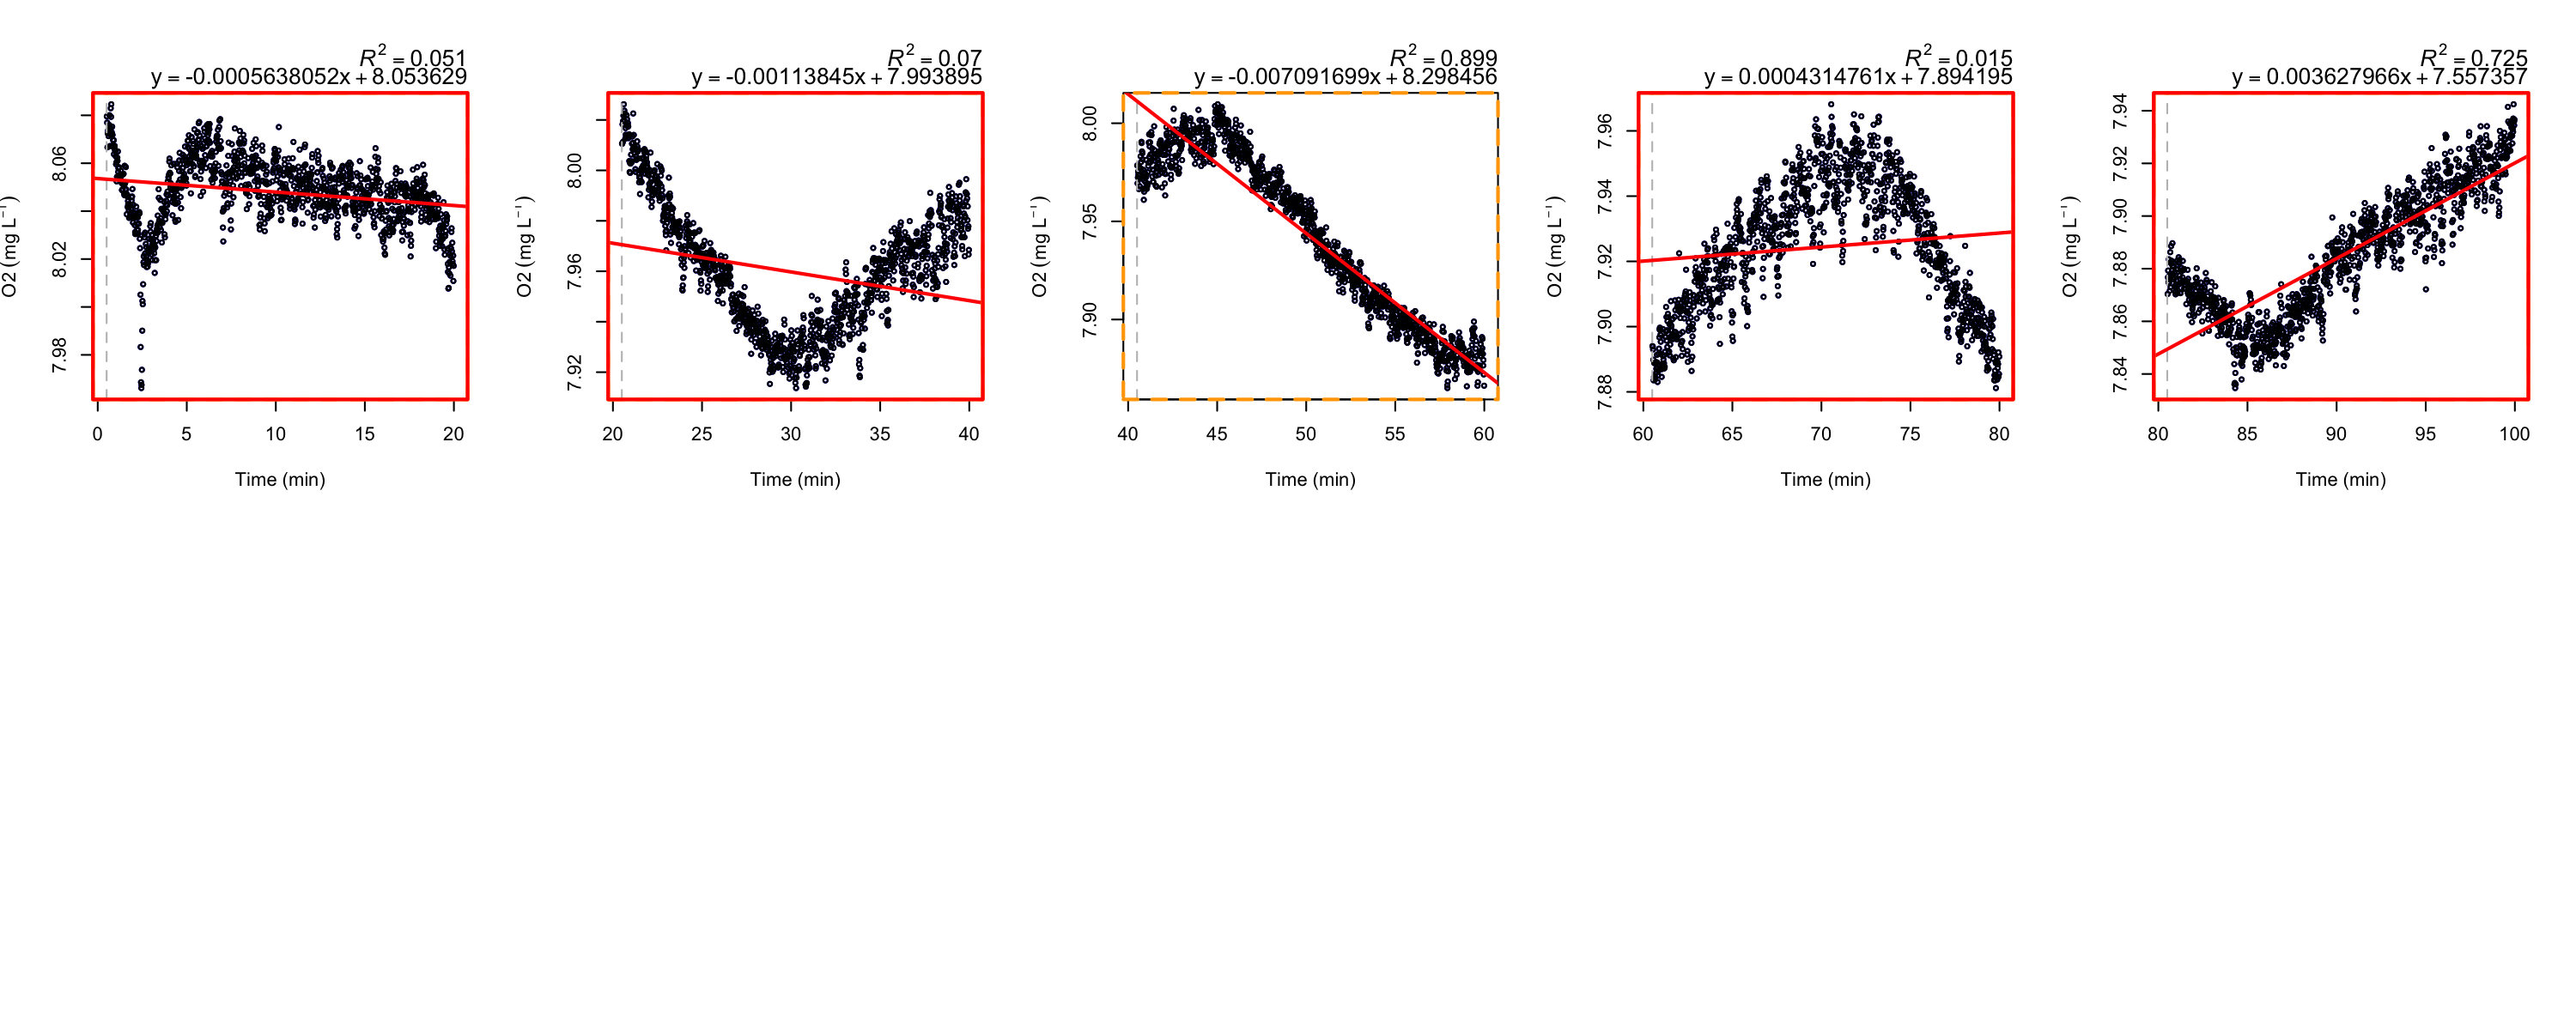 R² = 0.051
y = -0.0005638052x + 8.053629
O2 (mg L⁻¹)
8.06
8.02
7.98
0 5 10 15 20
Time (min)
R² = 0.07
y = -0.00113845x + 7.993895
O2 (mg L⁻¹)
8.00
7.96
7.92
20 25 30 35 40
Time (min)
R² = 0.899
y = -0.007091699x + 8.298456
O2 (mg L⁻¹)
8.00
7.95
7.90
40 45 50 55 60
Time (min)
R² = 0.015
y = 0.0004314761x + 7.894195
O2 (mg L⁻¹)
7.96
7.94
7.92
7.90
7.88
60 65 70 75 80
Time (min)
R² = 0.725
y = 0.003627966x + 7.557357
O2 (mg L⁻¹)
7.94
7.92
7.90
7.88
7.86
7.84
80 85 90 95 100
Time (min)